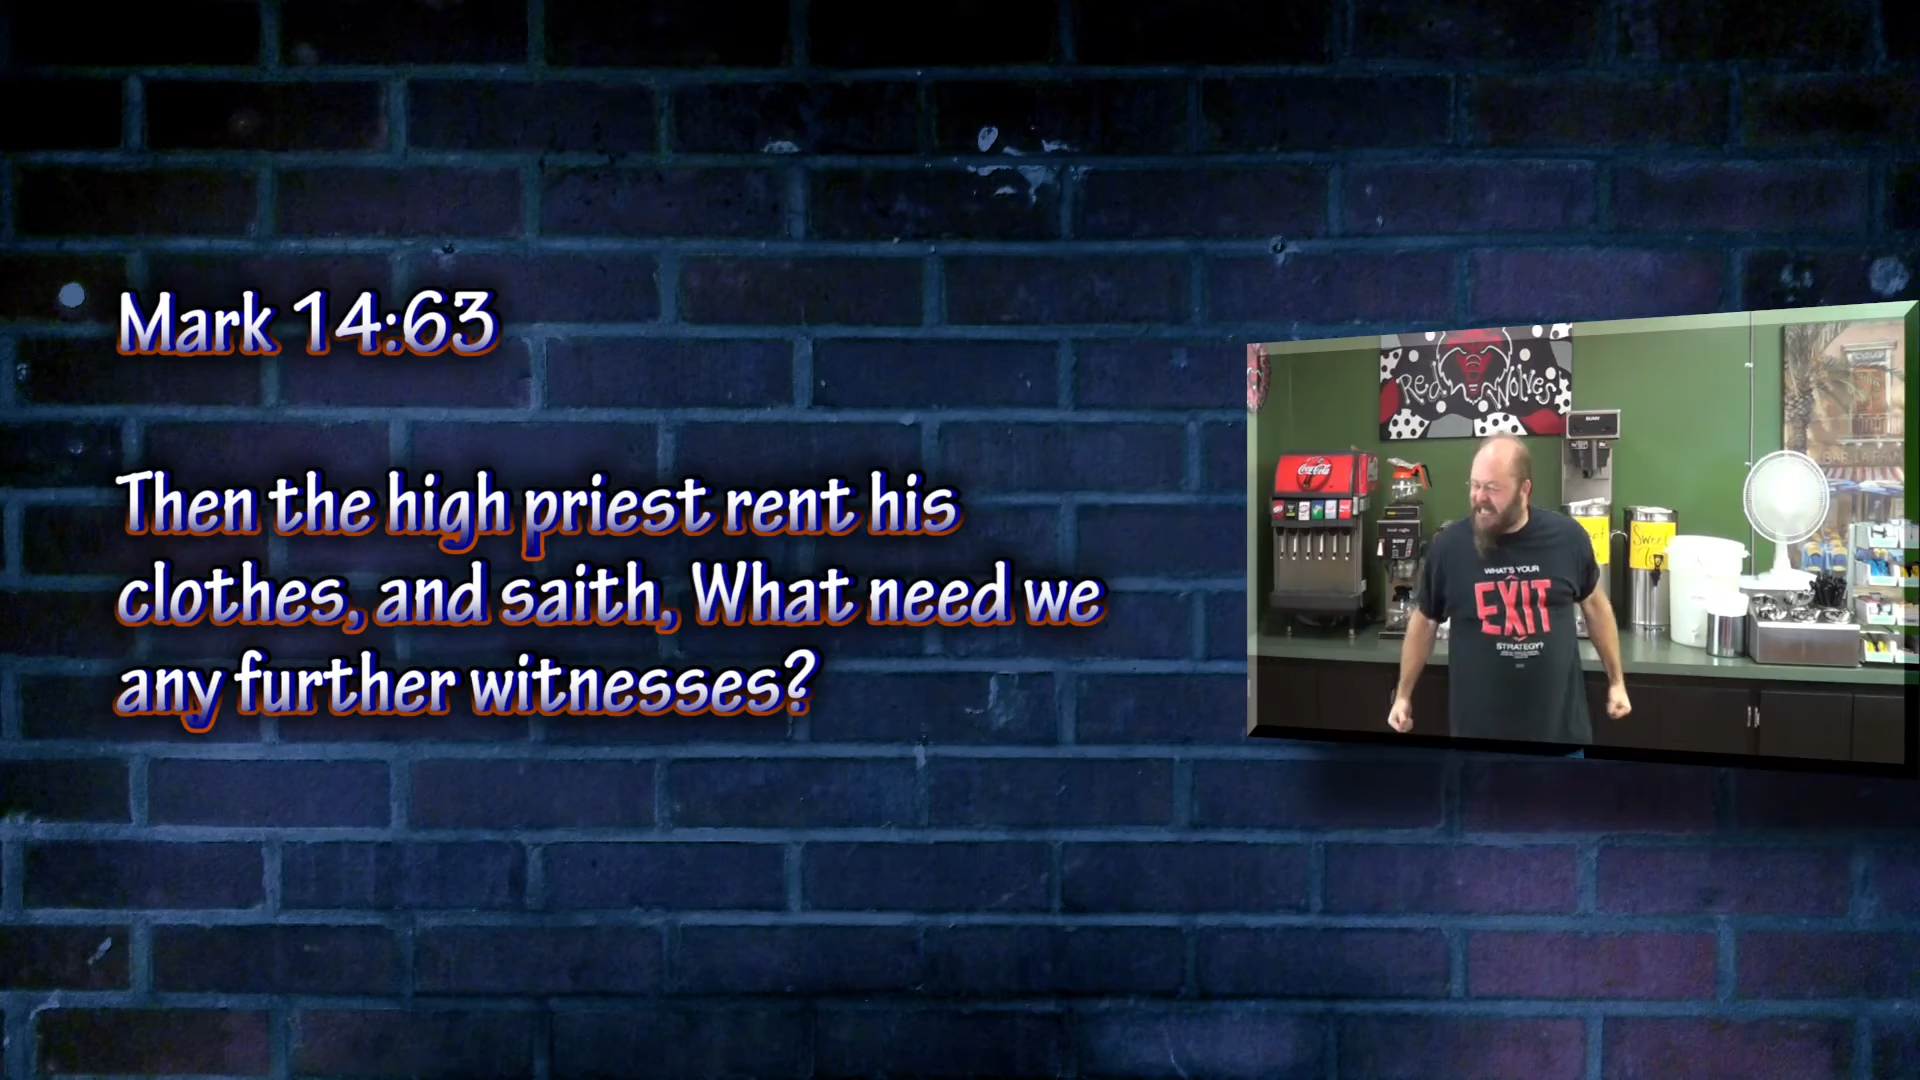 Mark 14:63
Then the high priest rent his
clothes, and saith, What need we
any further witnesses?
Red Wolves
Coca-Cola
BUNN
Sweet
WHAT'S YOUR
EXIT
STRATEGY?